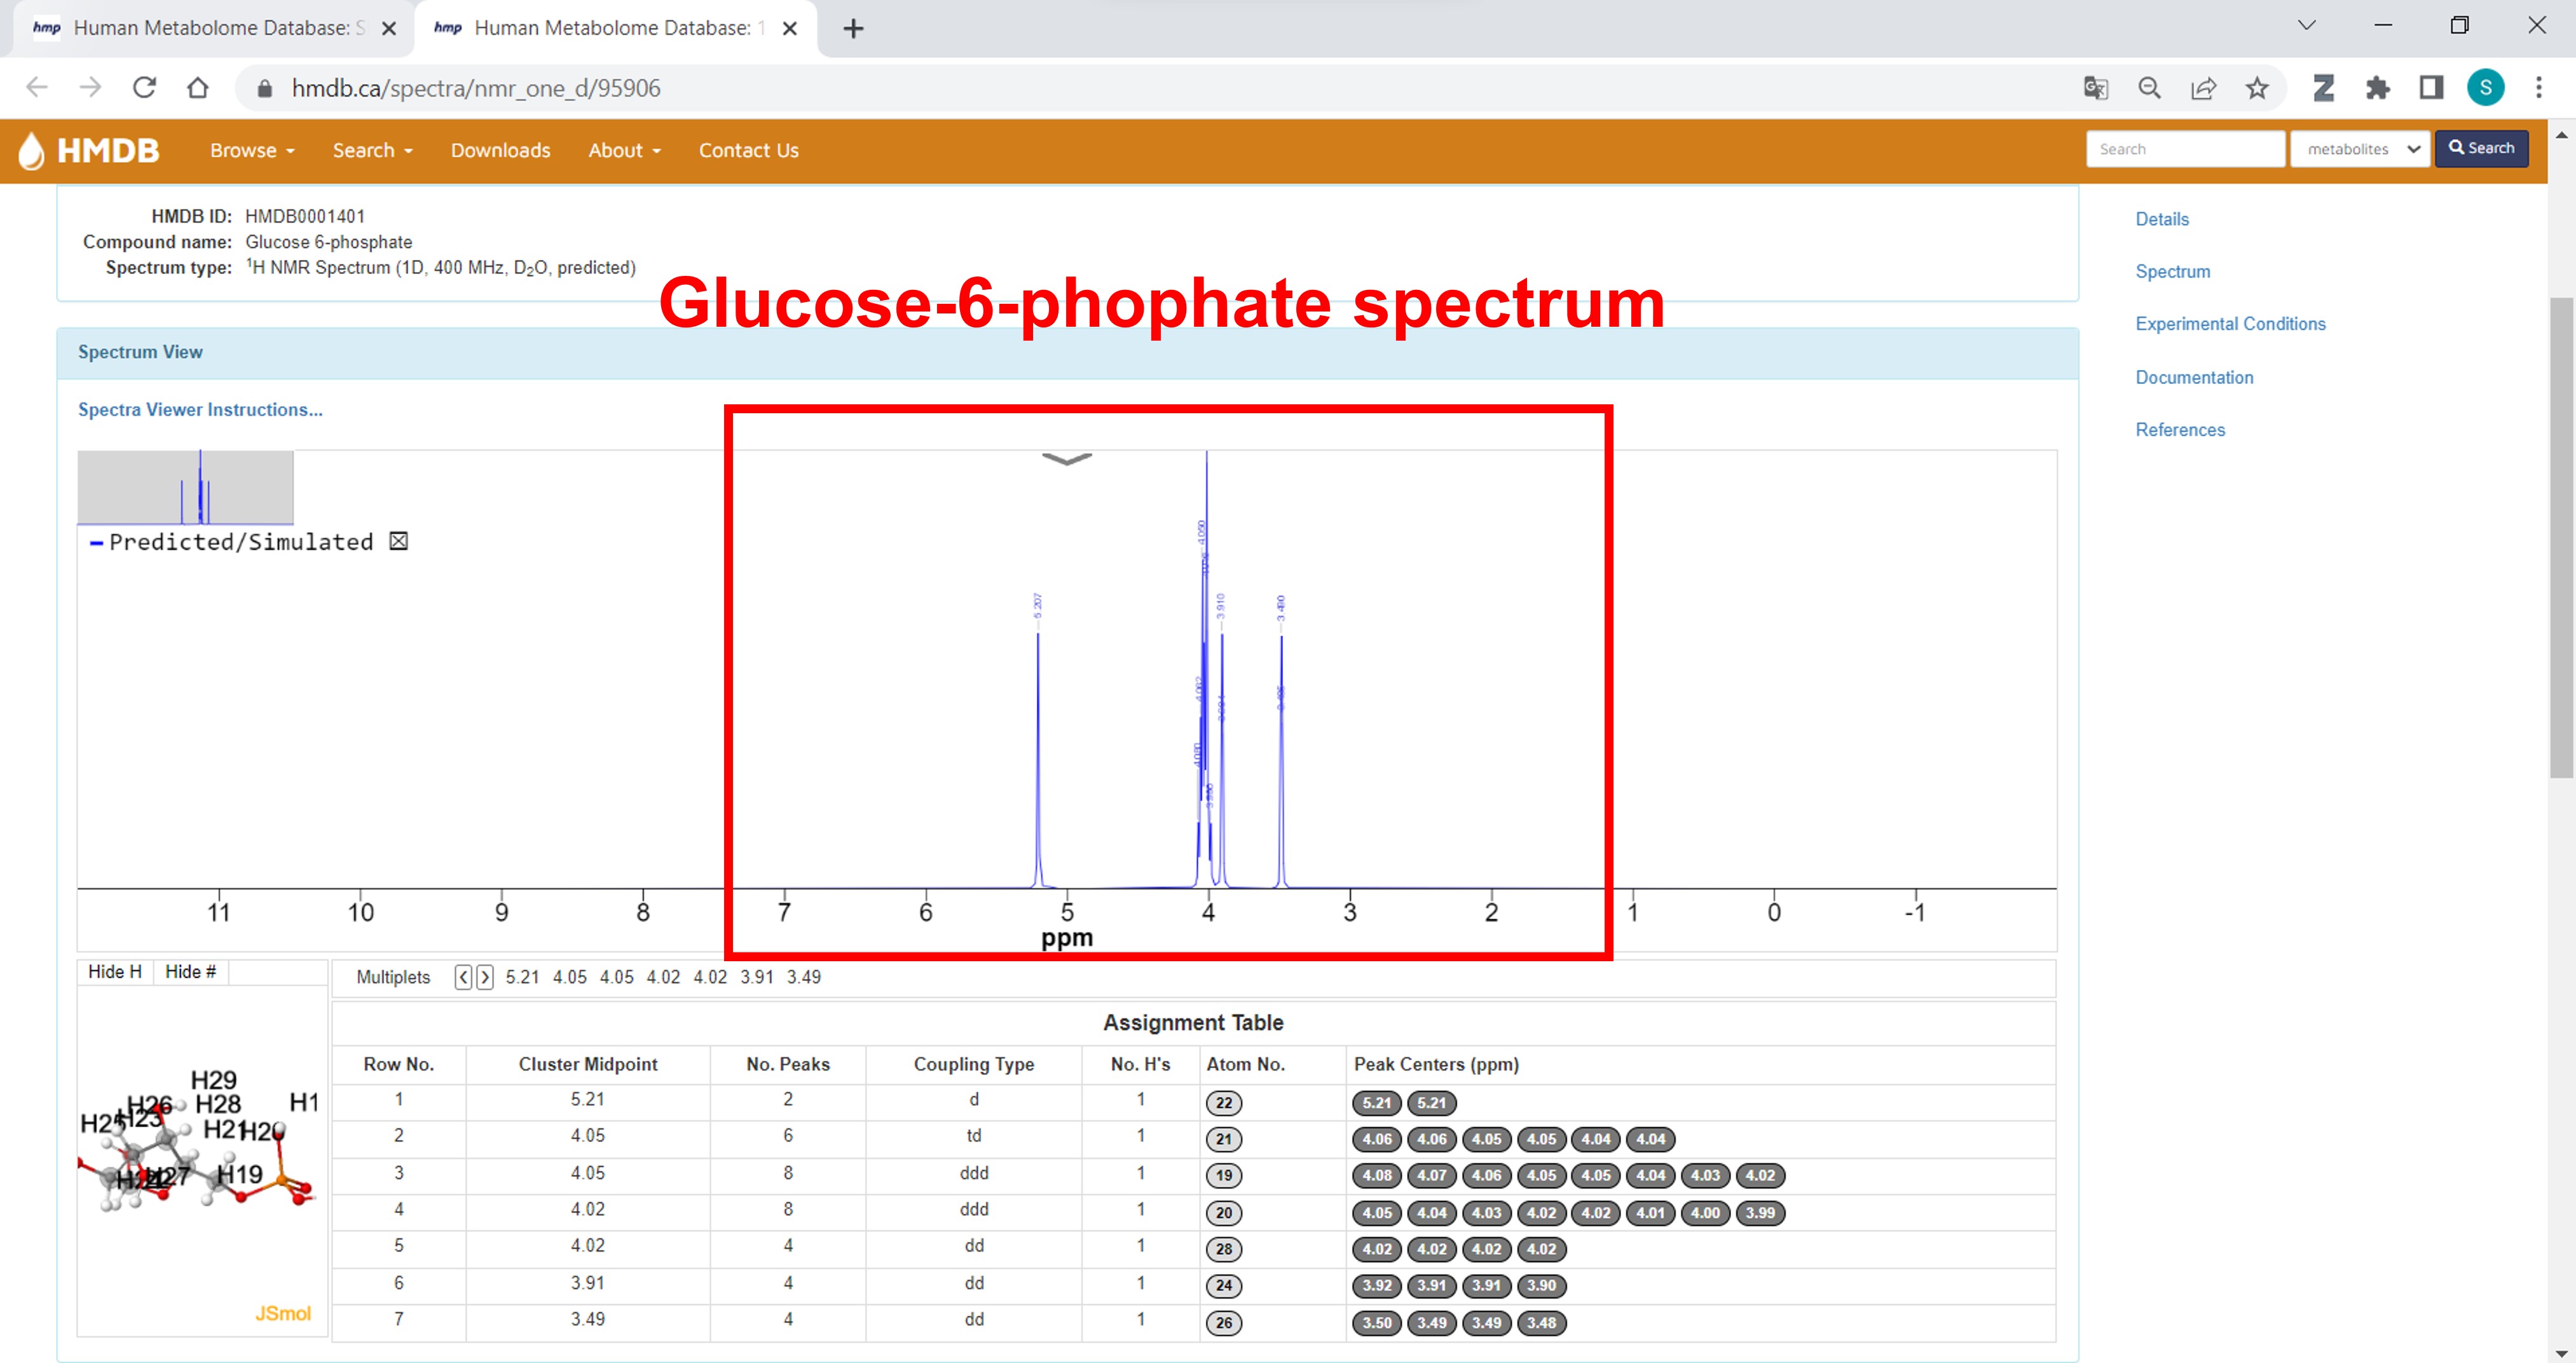 hmp Human Metabolome Database: S
hmp Human Metabolome Database: 1
hmdb.ca/spectra/nmr_one_d/95906
S
HMDB Browse Search Downloads About Contact Us Search metabolites Search
HMDB ID: HMDB0001401
Compound name: Glucose 6-phosphate
Spectrum type: ¹H NMR Spectrum (1D, 400 MHz, D₂O, predicted)
Glucose-6-phophate spectrum
Details
Spectrum
Experimental Conditions
Documentation
References
Spectrum View
Spectra Viewer Instructions...
Predicted/Simulated
5.207
4.050
4.062
4.080
3.910
3.490
11 10 9 8 7 6 5 4 3 2 1 0 -1
ppm
Hide H Hide #
H29
H26 H28 H1
H23
H19
JSmol
Multiplets 5.21 4.05 4.05 4.02 4.02 3.91 3.49
Assignment Table
Row No. Cluster Midpoint No. Peaks Coupling Type No. H's Atom No. Peak Centers (ppm)
1 5.21 2 d 1 22 5.21 5.21
2 4.05 6 td 1 21 4.06 4.06 4.05 4.05 4.04 4.04
3 4.05 8 ddd 1 19 4.08 4.07 4.06 4.05 4.05 4.04 4.03 4.02
4 4.02 8 ddd 1 20 4.05 4.04 4.03 4.02 4.02 4.01 4.00 3.99
5 4.02 4 dd 1 28 4.02 4.02 4.02 4.02
6 3.91 4 dd 1 24 3.92 3.91 3.91 3.90
7 3.49 4 dd 1 26 3.50 3.49 3.49 3.48